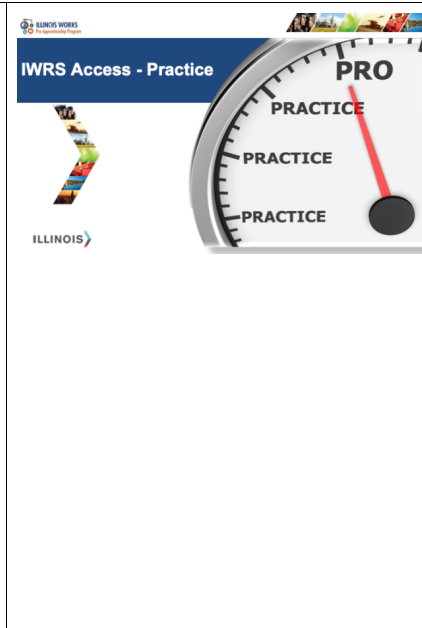 ILLINOIS WORKS
Pre-Apprenticeship Program
IWRS Access - Practice
PRO
PRACTICE
PRACTICE
PRACTICE
ILLINOIS